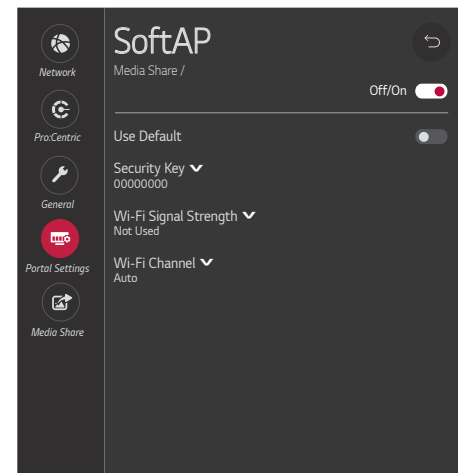 Network
Pro:Centric
General
Portal Settings
Media Share
SoftAP
Media Share /
Off/On
Use Default
Security Key
00000000
Wi-Fi Signal Strength
Not Used
Wi-Fi Channel
Auto